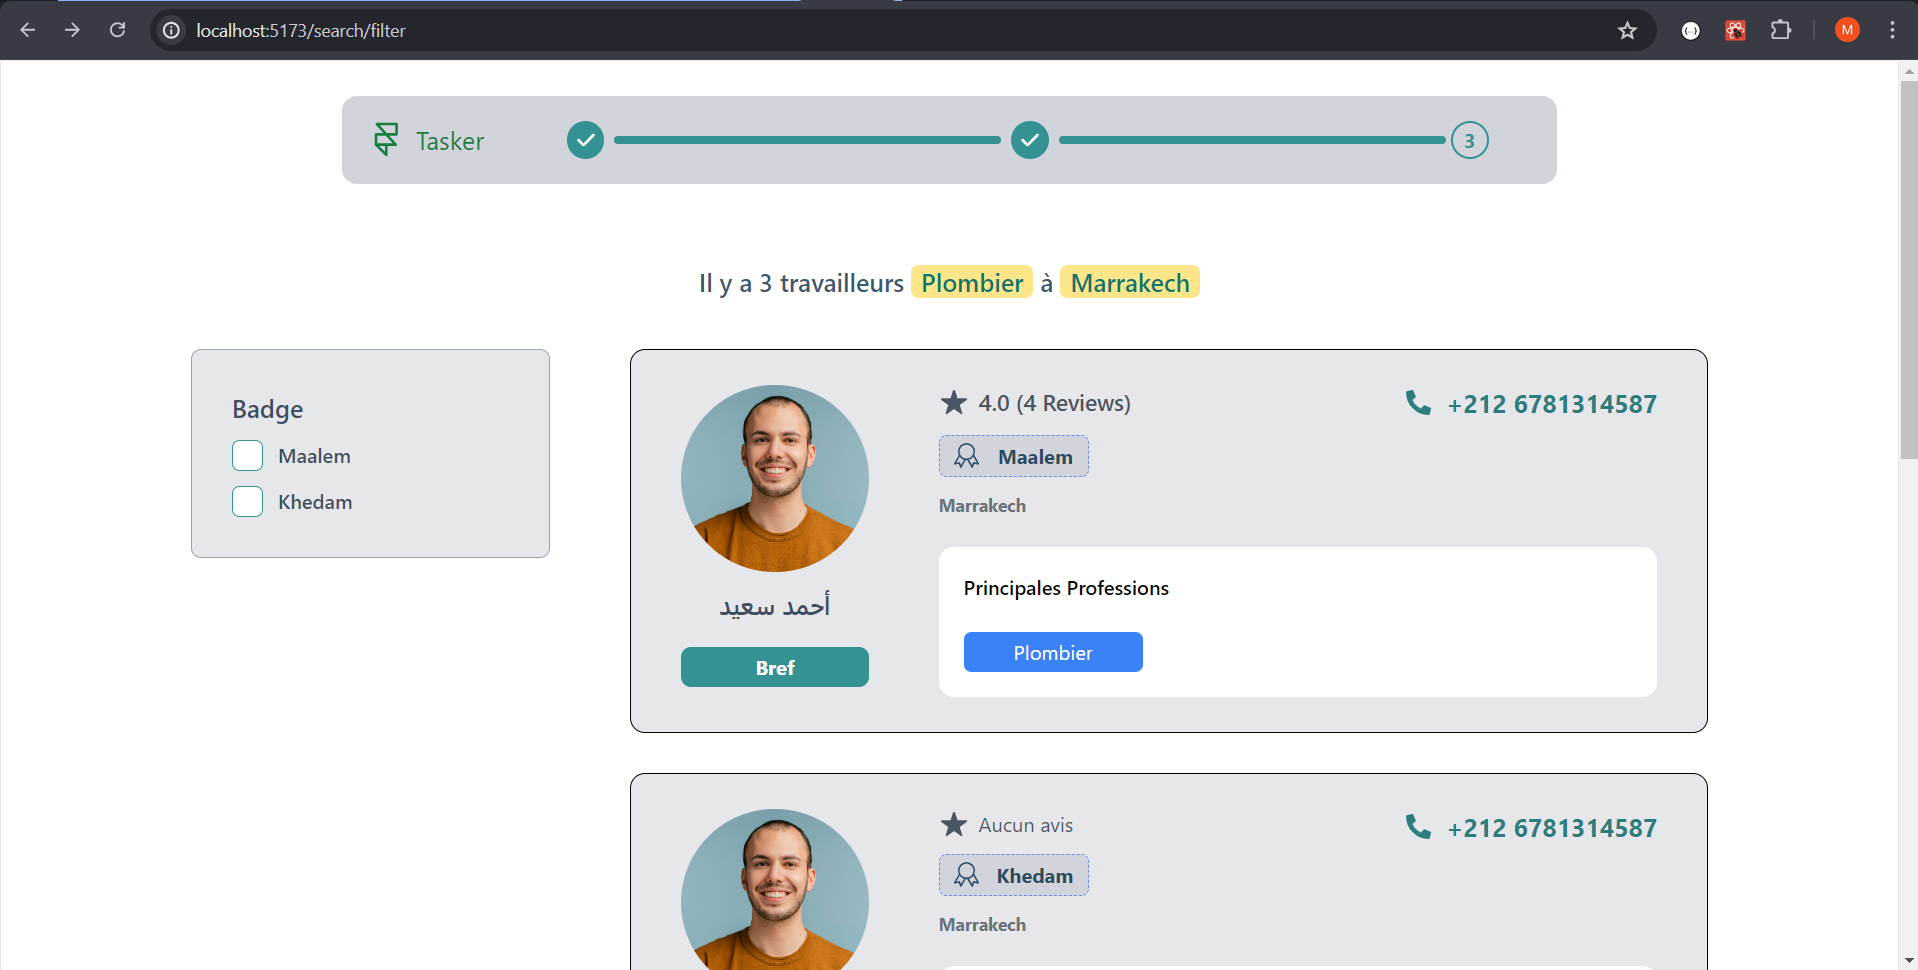 localhost:5173/search/filter
M
Tasker
3
Il y a 3 travailleurs Plombier à Marrakech
Badge
Maalem
Khedam
4.0 (4 Reviews)
+212 6781314587
Maalem
Marrakech
Principales Professions
Plombier
أحمد سعيد
Bref
Aucun avis
+212 6781314587
Khedam
Marrakech